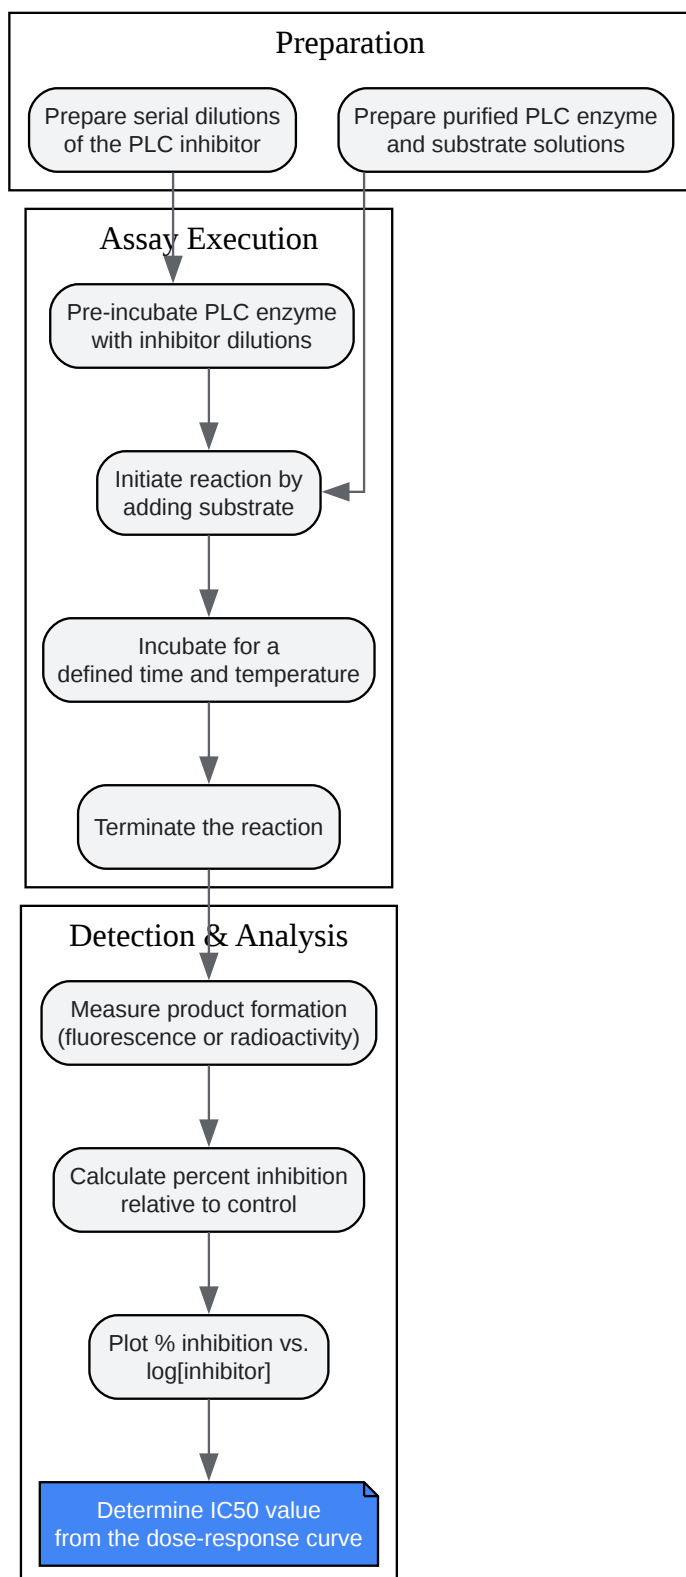 Preparation
Prepare serial dilutions
of the PLC inhibitor
Prepare purified PLC enzyme
and substrate solutions
Assay Execution
Pre-incubate PLC enzyme
with inhibitor dilutions
Initiate reaction by
adding substrate
Incubate for a
defined time and temperature
Terminate the reaction
Detection & Analysis
Measure product formation
(fluorescence or radioactivity)
Calculate percent inhibition
relative to control
Plot % inhibition vs.
log[inhibitor]
Determine IC50 value
from the dose-response curve